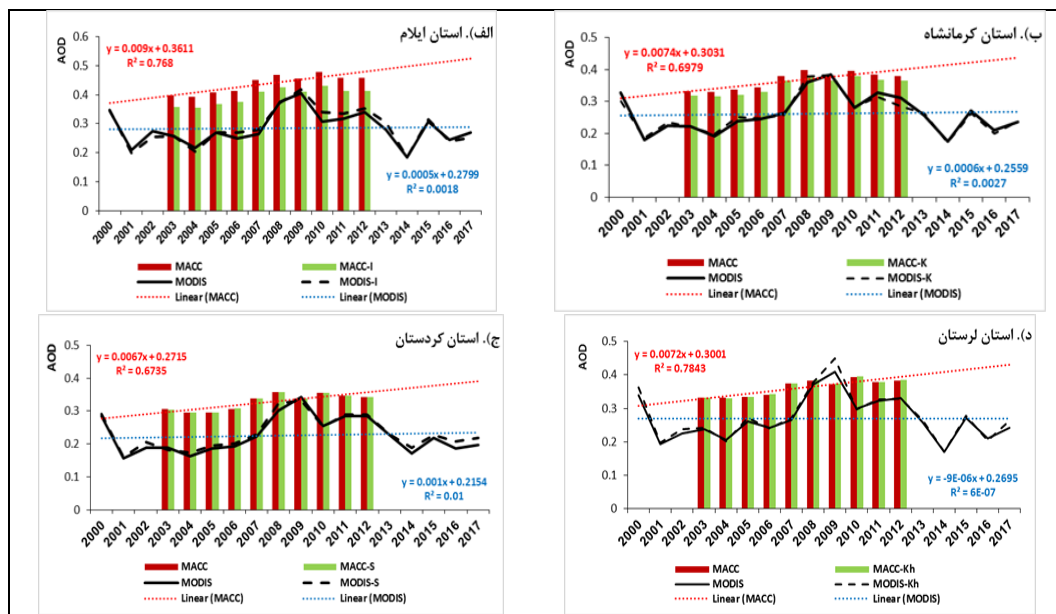 الف). استان ایلام
AOD
y = 0.009x + 0.3611
R² = 0.768
y = 0.0005x + 0.2799
R² = 0.0018
0.6
0.5
0.4
0.3
0.2
0.1
0
2000 2001 2002 2003 2004 2005 2006 2007 2008 2009 2010 2011 2012 2013 2014 2015 2016 2017
MACC MACC-I
MODIS MODIS-I
Linear (MACC) Linear (MODIS)
ب). استان کرمانشاه
AOD
y = 0.0074x + 0.3031
R² = 0.6979
y = 0.0006x + 0.2559
R² = 0.0027
0.5
0.4
0.3
0.2
0.1
0
2000 2001 2002 2003 2004 2005 2006 2007 2008 2009 2010 2011 2012 2013 2014 2015 2016 2017
MACC MACC-K
MODIS MODIS-K
Linear (MACC) Linear (MODIS)
ج). استان کردستان
AOD
y = 0.0067x + 0.2715
R² = 0.6735
y = 0.001x + 0.2154
R² = 0.01
0.5
0.4
0.3
0.2
0.1
0
2000 2001 2002 2003 2004 2005 2006 2007 2008 2009 2010 2011 2012 2013 2014 2015 2016 2017
MACC MACC-S
MODIS MODIS-S
Linear (MACC) Linear (MODIS)
د). استان لرستان
AOD
y = 0.0072x + 0.3001
R² = 0.7843
y = -9E-06x + 0.2695
R² = 6E-07
0.5
0.4
0.3
0.2
0.1
0
2000 2001 2002 2003 2004 2005 2006 2007 2008 2009 2010 2011 2012 2013 2014 2015 2016 2017
MACC MACC-Kh
MODIS MODIS-Kh
Linear (MACC) Linear (MODIS)